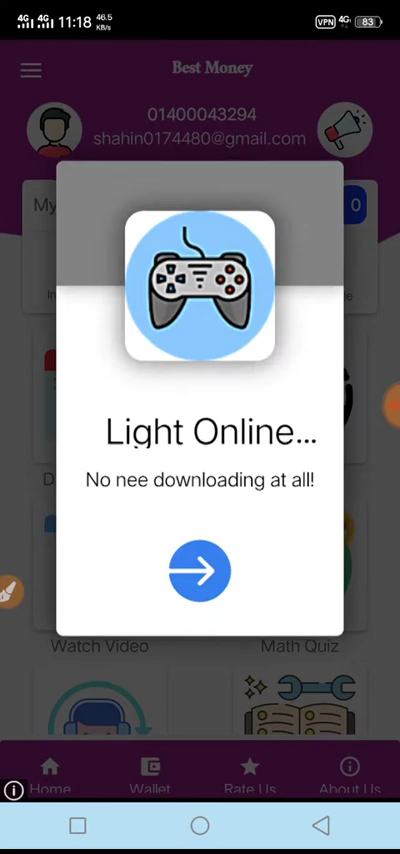 4G 4G 11:18 46.5 KB/s VPN 4G 83
Best Money
01400043294
shahin0174480@gmail.com
My
0
Light Online...
No nee downloading at all!
Watch Video
Math Quiz
Home
Wallet
Rate Us
About Us